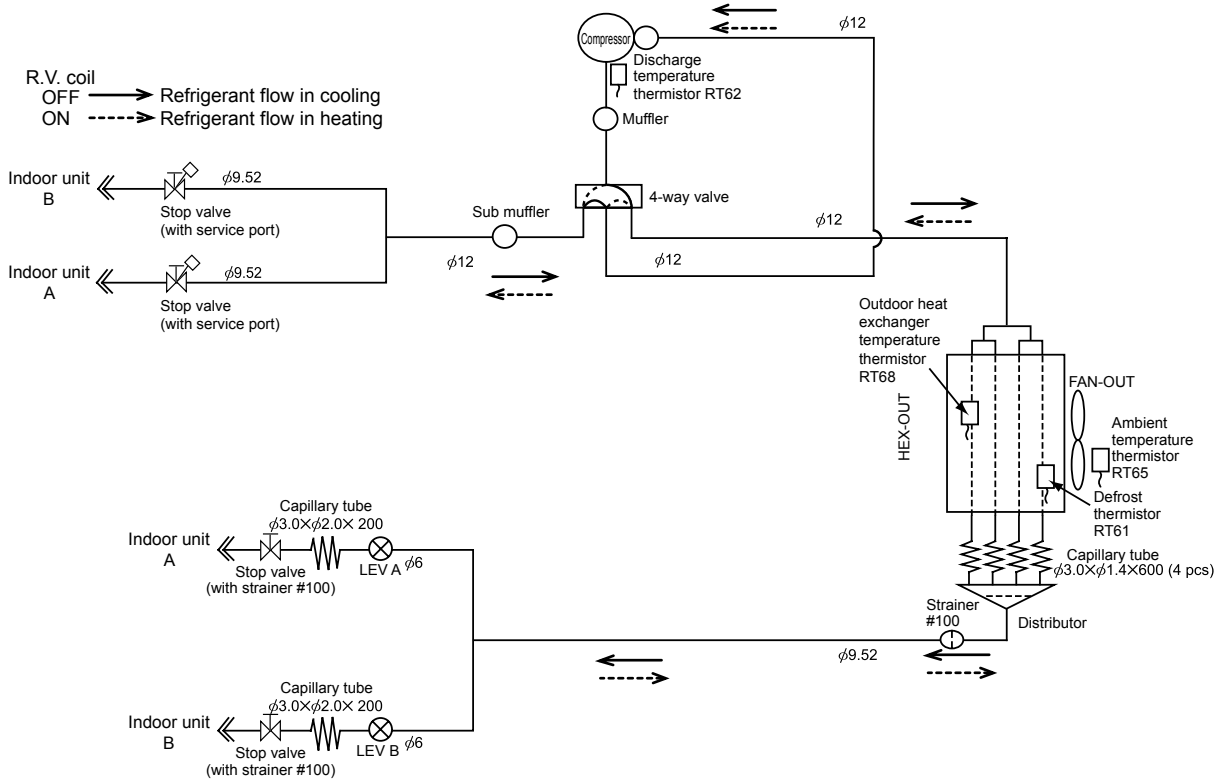 Compressor
ϕ12
Discharge
temperature
thermistor RT62
R.V. coil
OFF Refrigerant flow in cooling
ON Refrigerant flow in heating
Muffler
Indoor unit
B
ϕ9.52
Stop valve
(with service port)
4-way valve
Sub muffler
ϕ12
ϕ12
ϕ12
Indoor unit
A
ϕ9.52
Stop valve
(with service port)
Outdoor heat
exchanger
temperature
thermistor
RT68
FAN-OUT
HEX-OUT
Ambient
temperature
thermistor
RT65
Defrost
thermistor
RT61
Capillary tube
ϕ3.0×ϕ1.4×600 (4 pcs)
Distributor
Strainer
#100
ϕ9.52
Capillary tube
ϕ3.0×ϕ2.0× 200
Indoor unit
A
LEV A
ϕ6
Stop valve
(with strainer #100)
Capillary tube
ϕ3.0×ϕ2.0× 200
Indoor unit
B
LEV B
ϕ6
Stop valve
(with strainer #100)